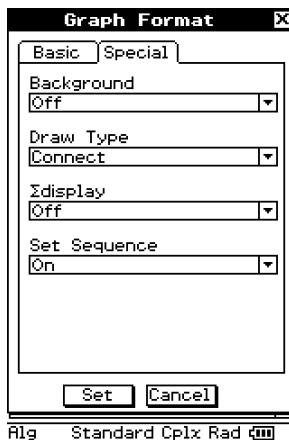 Graph Format X
Basic Special
Background
Off
Draw Type
Connect
Σdisplay
Off
Set Sequence
On
Set Cancel
Alg Standard Cplx Rad